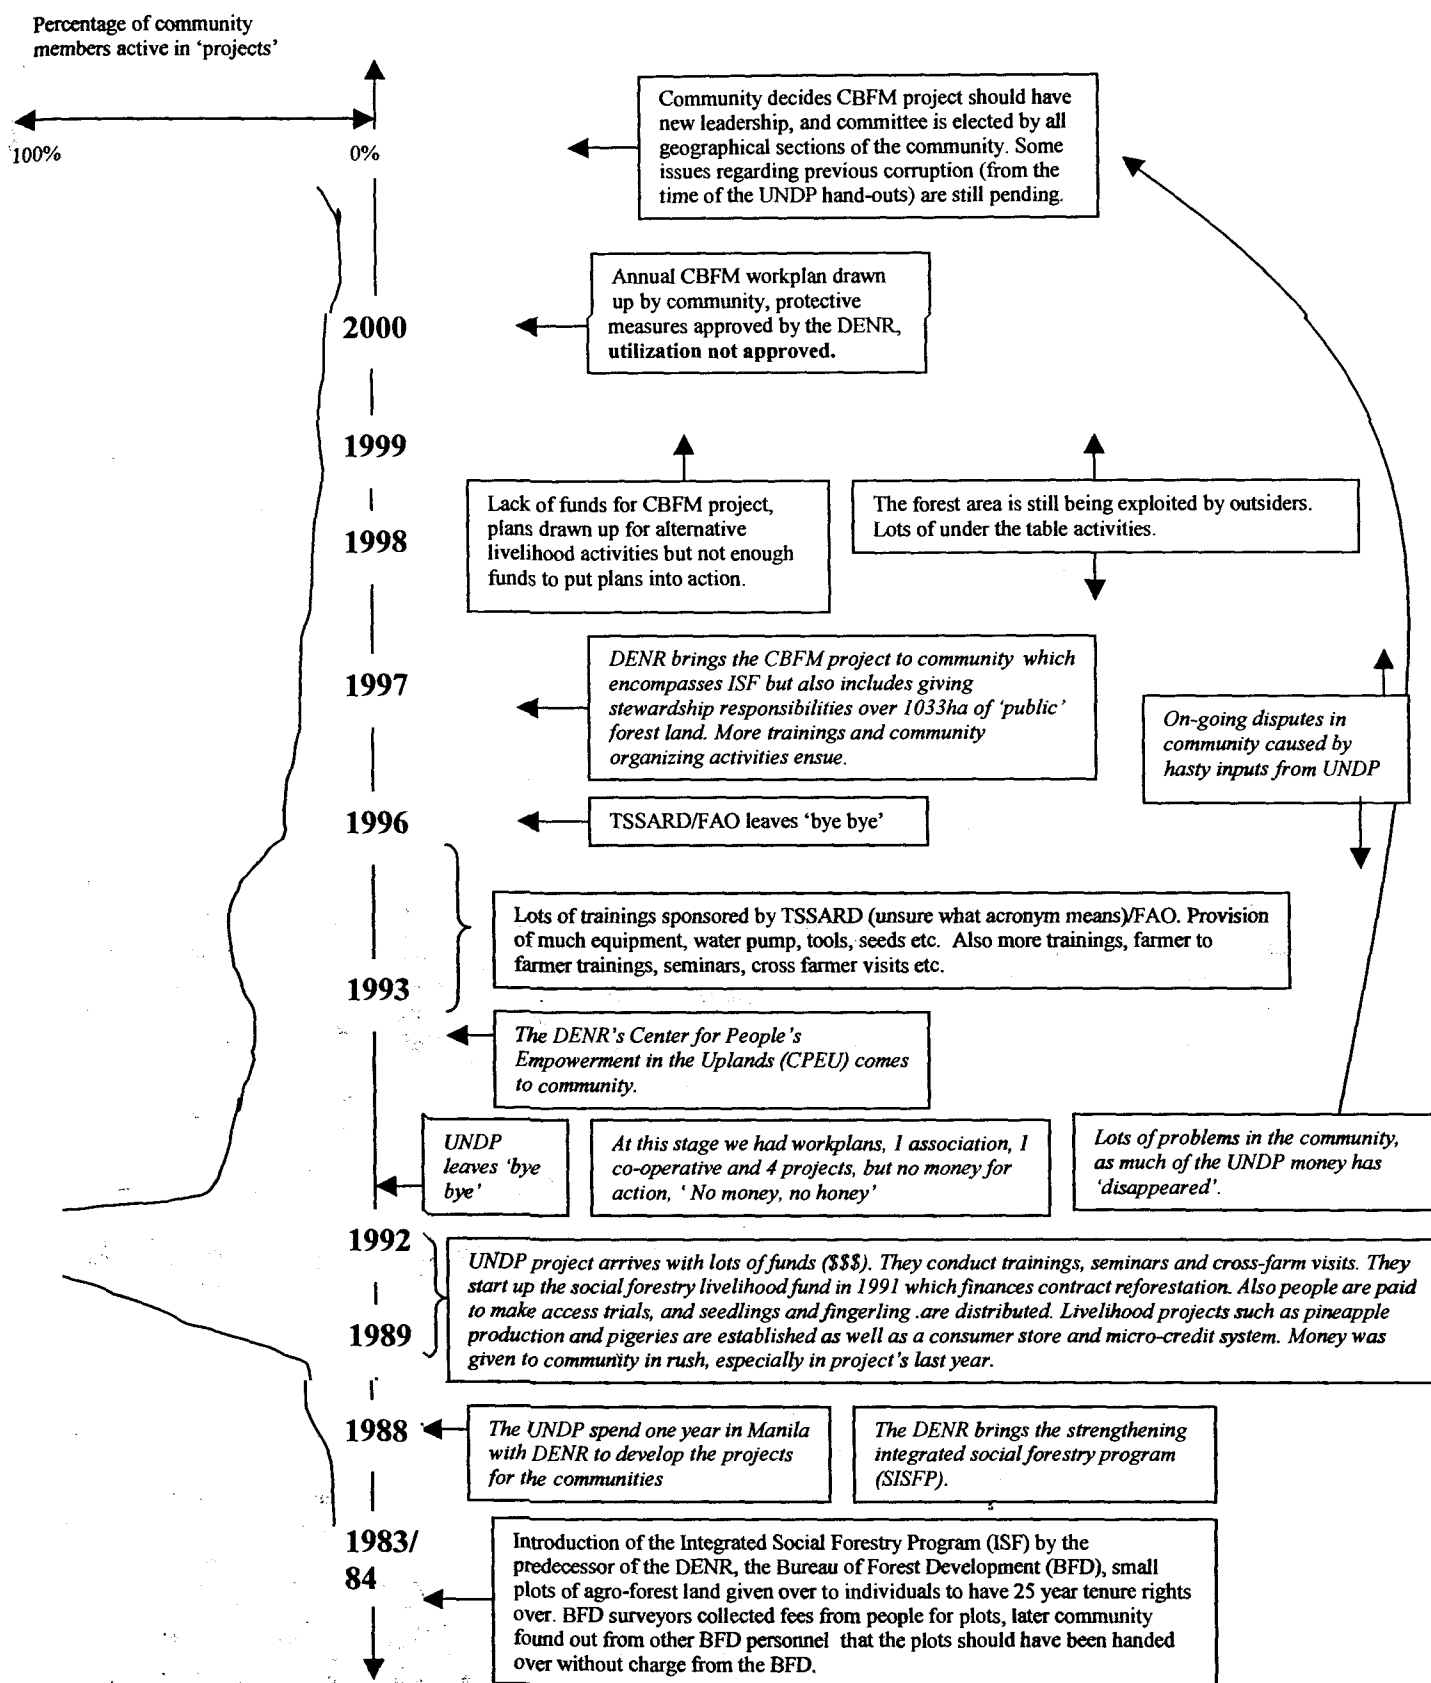 Percentage of community
members active in ‘projects’
100%
0%
Community decides CBFM project should have
new leadership, and committee is elected by all
geographical sections of the community. Some
issues regarding previous corruption (from the
time of the UNDP hand-outs) are still pending.
Annual CBFM workplan drawn
up by community, protective
measures approved by the DENR,
utilization not approved.
2000
1999
Lack of funds for CBFM project,
plans drawn up for alternative
livelihood activities but not enough
funds to put plans into action.
The forest area is still being exploited by outsiders.
Lots of under the table activities.
1998
DENR brings the CBFM project to community which
encompasses ISF but also includes giving
stewardship responsibilities over 1033ha of ‘public’
forest land. More trainings and community
organizing activities ensue.
1997
On-going disputes in
community caused by
hasty inputs from UNDP
1996
TSSARD/FAO leaves ‘bye bye’
Lots of trainings sponsored by TSSARD (unsure what acronym means)/FAO. Provision
of much equipment, water pump, tools, seeds etc. Also more trainings, farmer to
farmer trainings, seminars, cross farmer visits etc.
1993
The DENR’s Center for People’s
Empowerment in the Uplands (CPEU) comes
to community.
UNDP
leaves ‘bye
bye’
At this stage we had workplans, 1 association, 1
co-operative and 4 projects, but no money for
action, ‘ No money, no honey’
Lots of problems in the community,
as much of the UNDP money has
‘disappeared’.
1992
UNDP project arrives with lots of funds ($$$). They conduct trainings, seminars and cross-farm visits. They
start up the social forestry livelihood fund in 1991 which finances contract reforestation. Also people are paid
to make access trials, and seedlings and fingerling .are distributed. Livelihood projects such as pineapple
production and pigeries are established as well as a consumer store and micro-credit system. Money was
given to community in rush, especially in project’s last year.
1989
1988
The UNDP spend one year in Manila
with DENR to develop the projects
for the communities
The DENR brings the strengthening
integrated social forestry program
(SISFP).
1983/
84
Introduction of the Integrated Social Forestry Program (ISF) by the
predecessor of the DENR, the Bureau of Forest Development (BFD), small
plots of agro-forest land given over to individuals to have 25 year tenure rights
over. BFD surveyors collected fees from people for plots, later community
found out from other BFD personnel that the plots should have been handed
over without charge from the BFD.